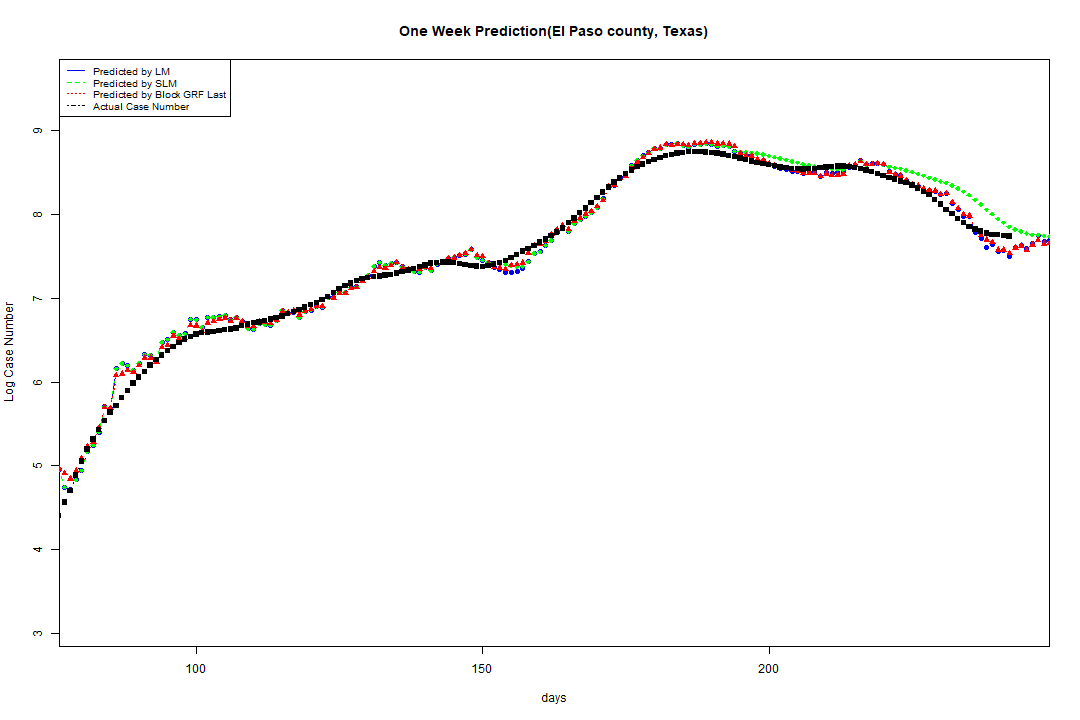 One Week Prediction(El Paso county, Texas)
Predicted by LM
Predicted by SLM
Predicted by Block GRF Last
Actual Case Number
9
8
7
6
5
4
3
Log Case Number
100 150 200
days